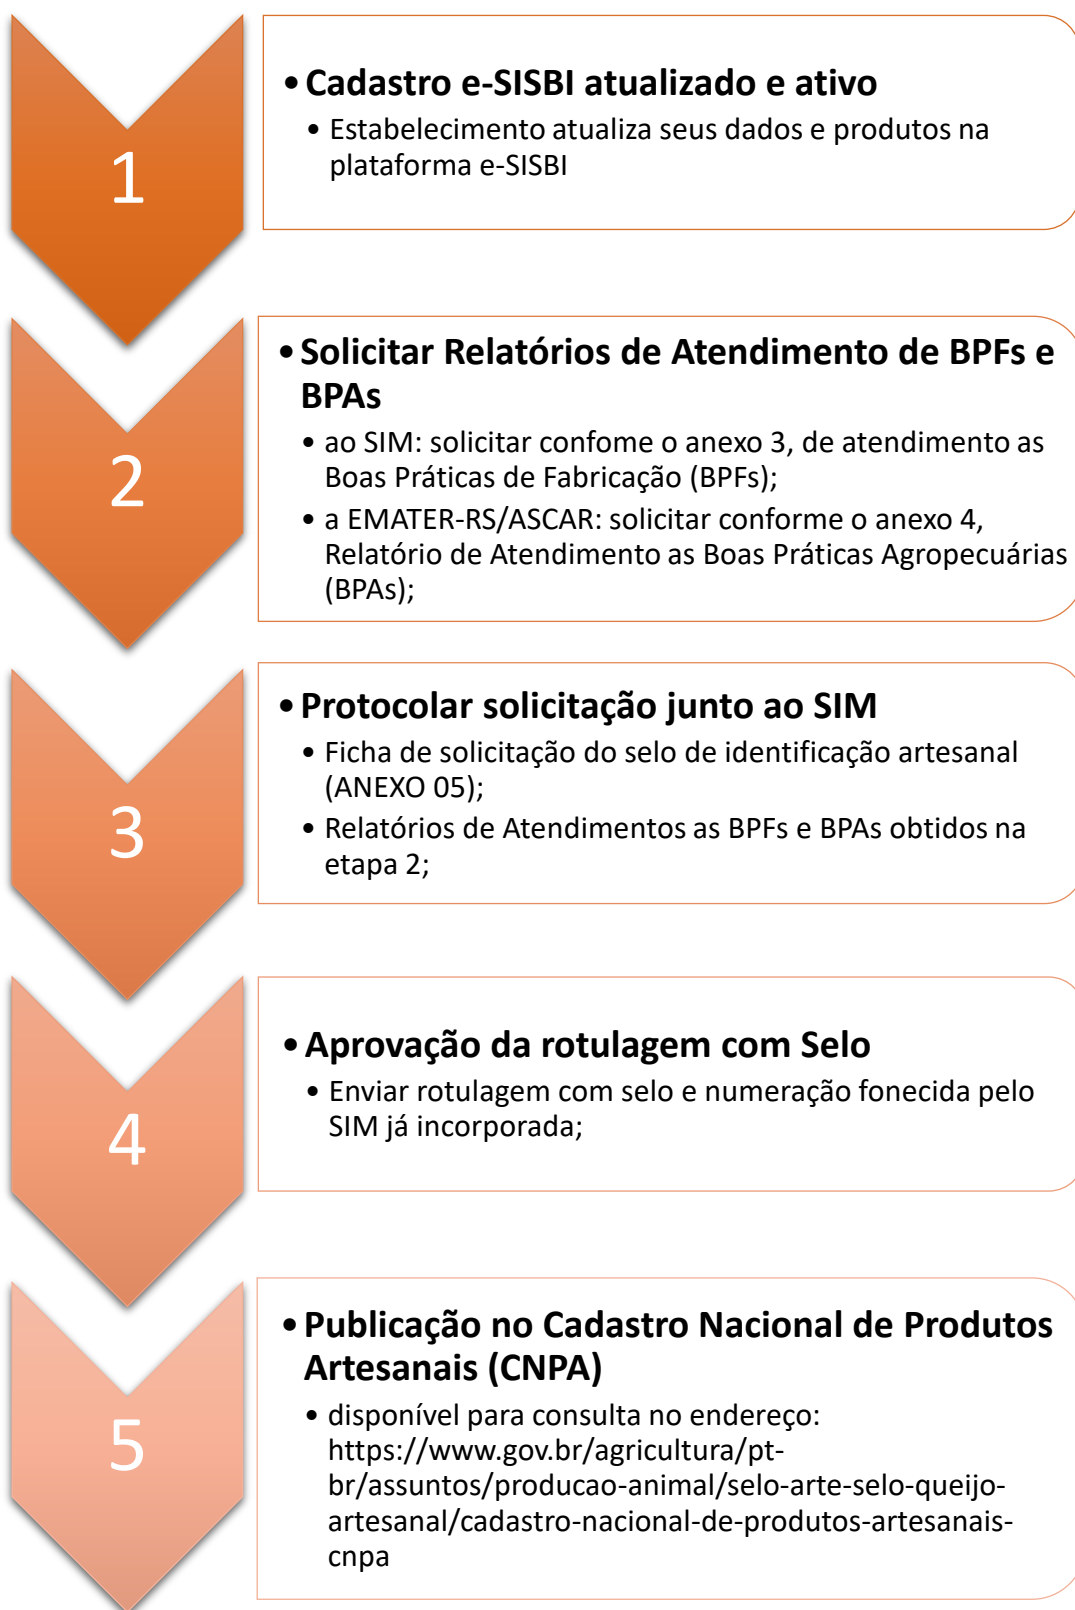 1
• Cadastro e-SISBI atualizado e ativo
• Estabelecimento atualiza seus dados e produtos na
plataforma e-SISBI
2
• Solicitar Relatórios de Atendimento de BPFs e
BPAs
• ao SIM: solicitar confome o anexo 3, de atendimento as
Boas Práticas de Fabricação (BPFs);
• a EMATER-RS/ASCAR: solicitar conforme o anexo 4,
Relatório de Atendimento as Boas Práticas Agropecuárias
(BPAs);
3
• Protocolar solicitação junto ao SIM
• Ficha de solicitação do selo de identificação artesanal
(ANEXO 05);
• Relatórios de Atendimentos as BPFs e BPAs obtidos na
etapa 2;
4
• Aprovação da rotulagem com Selo
• Enviar rotulagem com selo e numeração fonecida pelo
SIM já incorporada;
5
• Publicação no Cadastro Nacional de Produtos
Artesanais (CNPA)
• disponível para consulta no endereço:
https://www.gov.br/agricultura/pt-
br/assuntos/producao-animal/selo-arte-selo-queijo-
artesanal/cadastro-nacional-de-produtos-artesanais-
cnpa